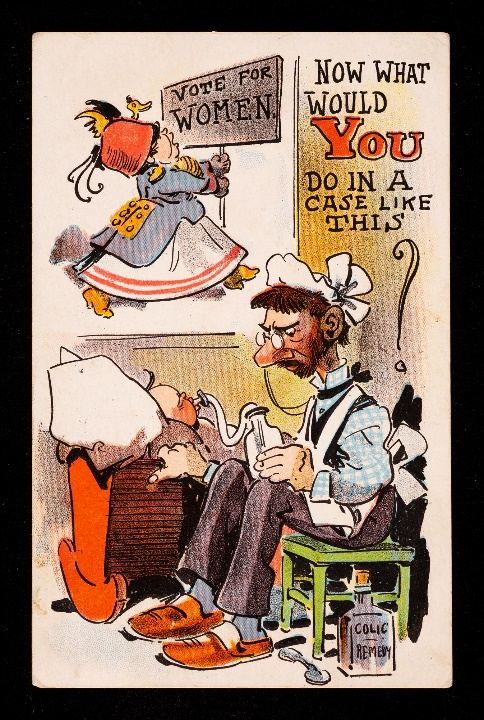 VOTE FOR
WOMEN.
NOW WHAT
WOULD
YOU
DO IN A
CASE LIKE
THIS
?
COLIC
REMEDY